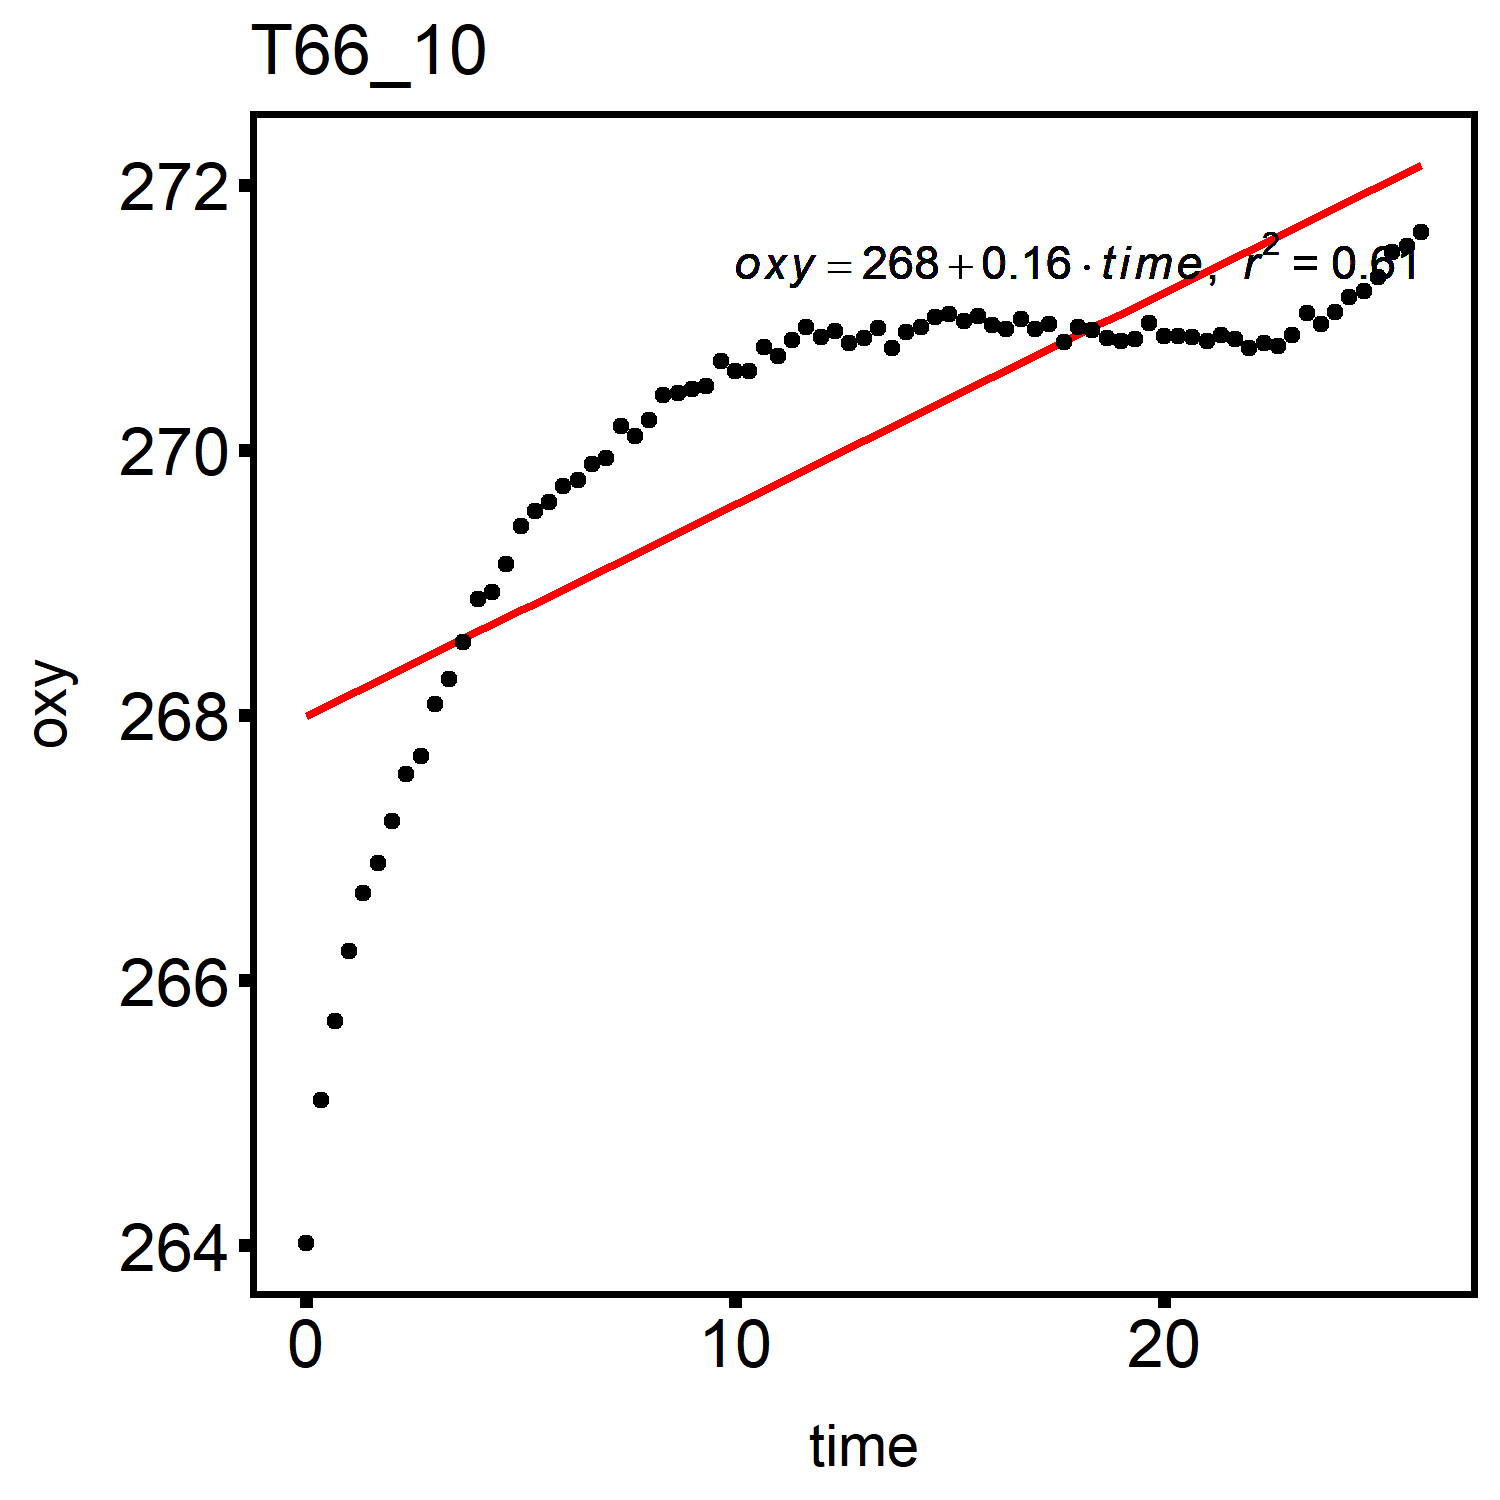 T66_10
272
oxy = 268 + 0.16 · time, r² = 0.61
270
268
oxy
266
264
0 10 20
time